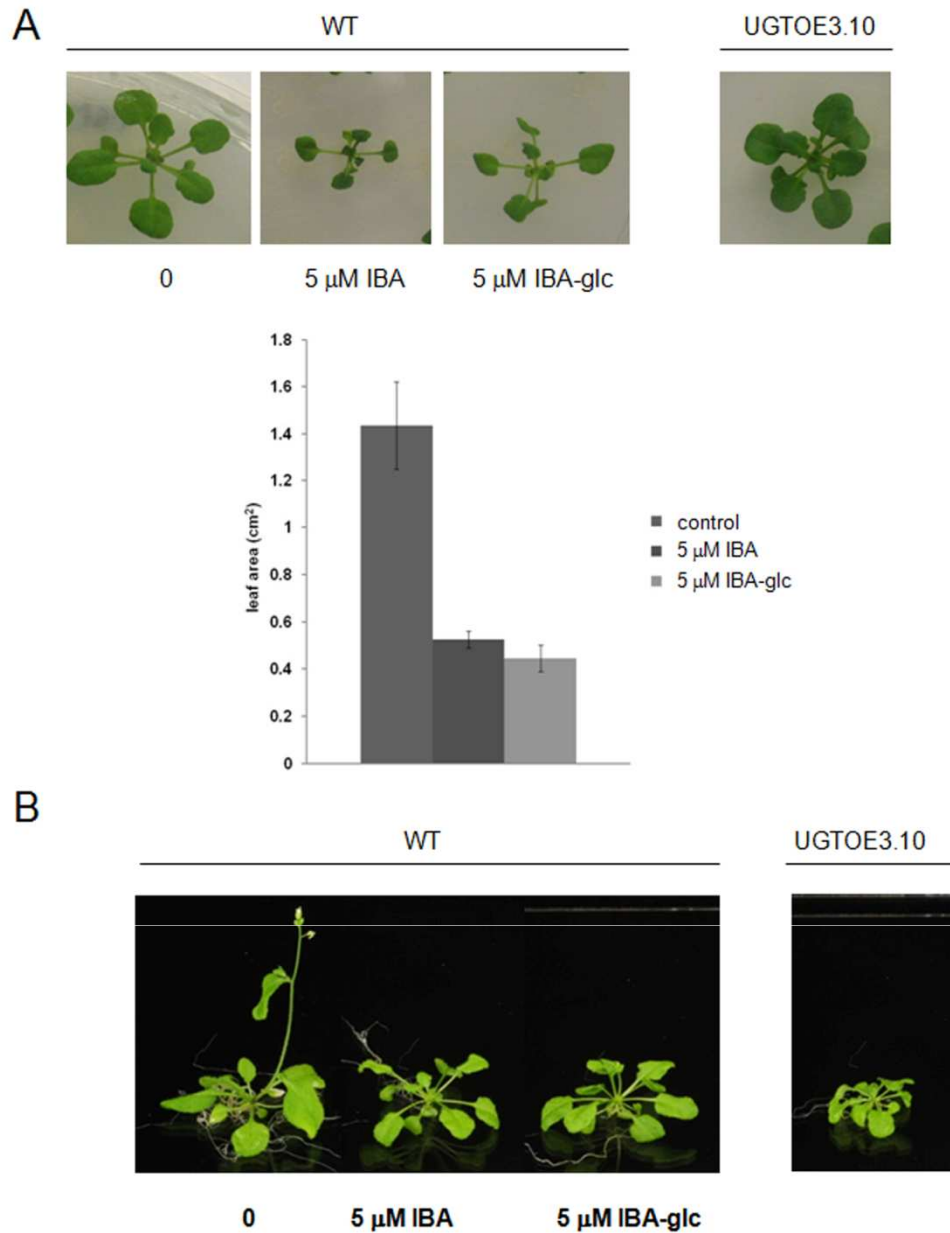 A
WT UGTOE3.10
0 5 μM IBA 5 μM IBA-glc
1.8
1.6
1.4
1.2
1
0.8
0.6
0.4
0.2
0
leaf area (cm²)
control
5 μM IBA
5 μM IBA-glc
B
WT UGTOE3.10
0 5 μM IBA 5 μM IBA-glc